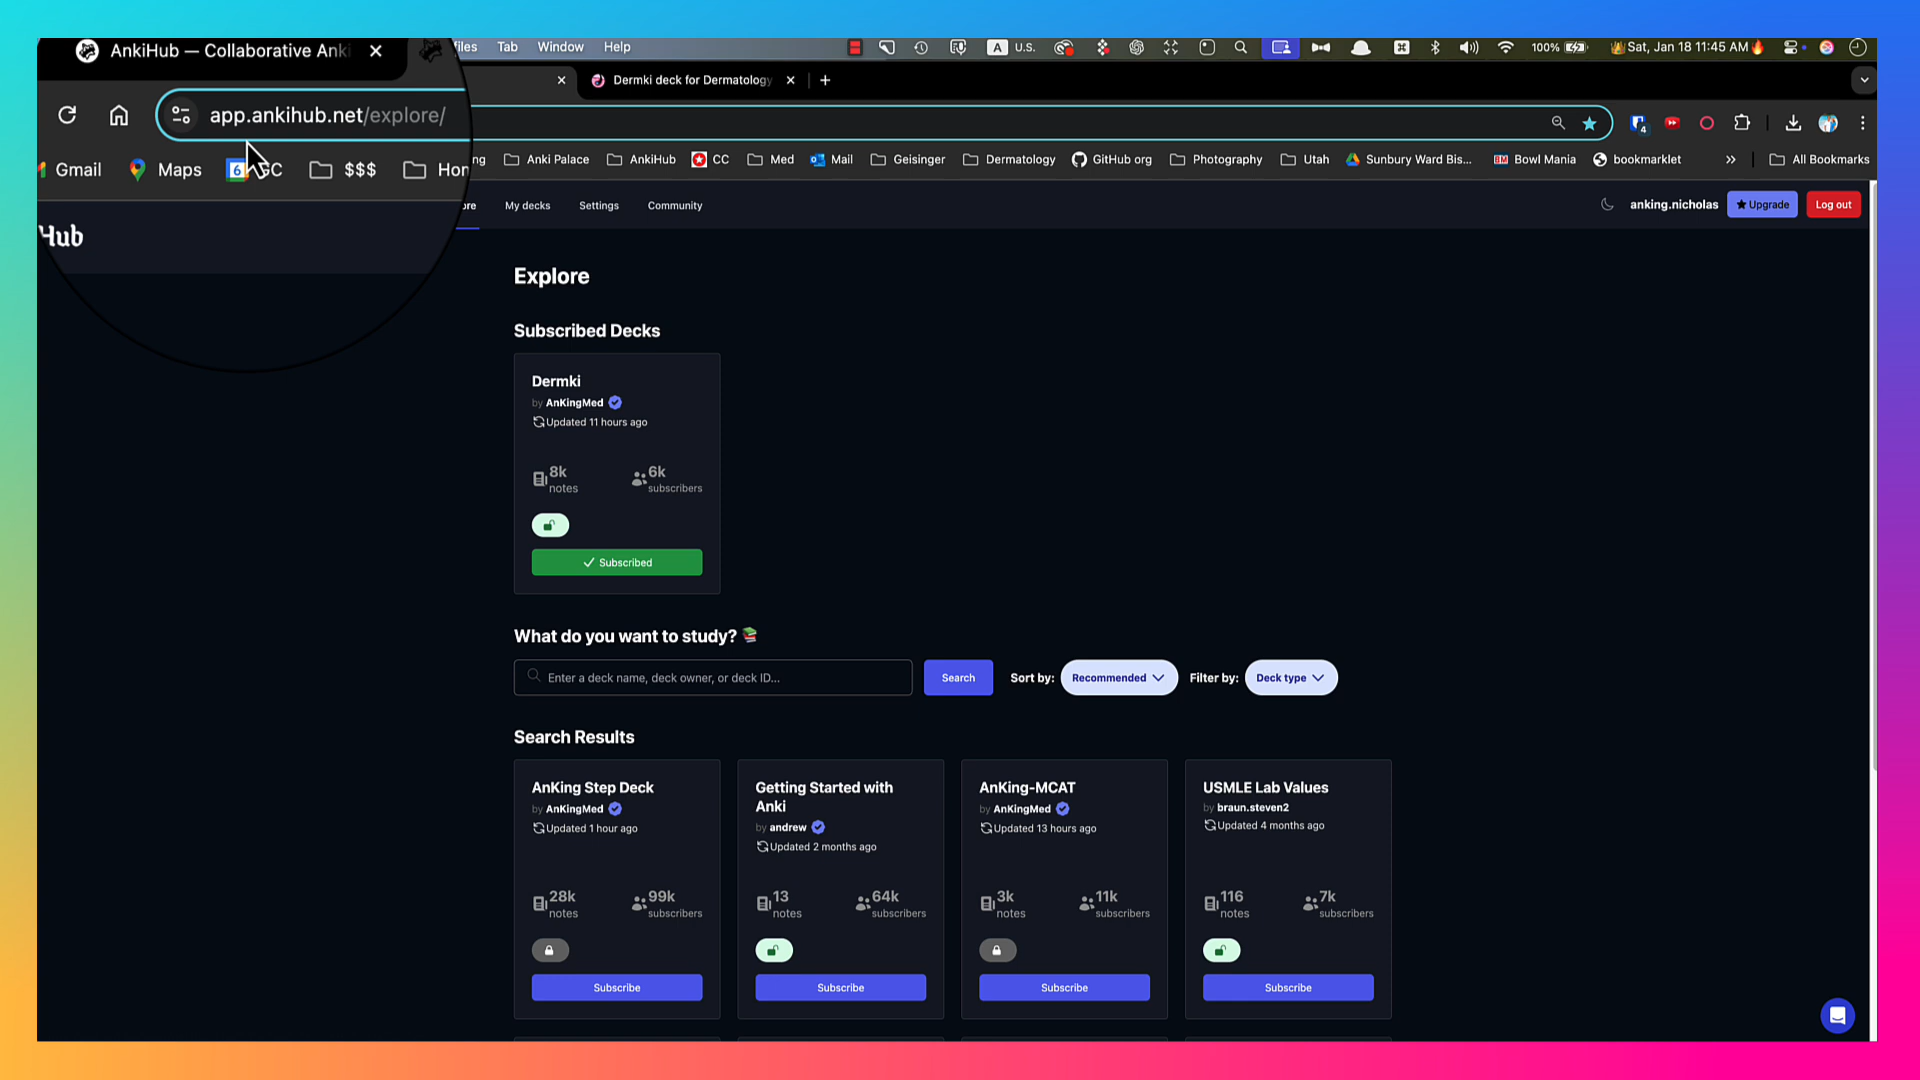 AnkiHub — Collaborative Anki
Tab Window Help
A U.S. 100% Sat, Jan 18 11:45 AM
Dermki deck for Dermatology
app.ankihub.net/explore/
4
Gmail Maps 6 GC $$$
Anki Palace AnkiHub CC Med Mail Geisinger Dermatology GitHub org Photography Utah Sunbury Ward Bis... BM Bowl Mania bookmarklet >> All Bookmarks
Hub
My decks Settings Community anking.nicholas Upgrade Log out
Explore
Subscribed Decks
Dermki
by AnKingMed
Updated 11 hours ago
8k notes 6k subscribers
Subscribed
What do you want to study?
Enter a deck name, deck owner, or deck ID... Search Sort by: Recommended Filter by: Deck type
Search Results
AnKing Step Deck
by AnKingMed
Updated 1 hour ago
28k notes 99k subscribers
Subscribe
Getting Started with
Anki
by andrew
Updated 2 months ago
13 notes 64k subscribers
Subscribe
AnKing-MCAT
by AnKingMed
Updated 13 hours ago
3k notes 11k subscribers
Subscribe
USMLE Lab Values
by braun.steven2
Updated 4 months ago
116 notes 7k subscribers
Subscribe